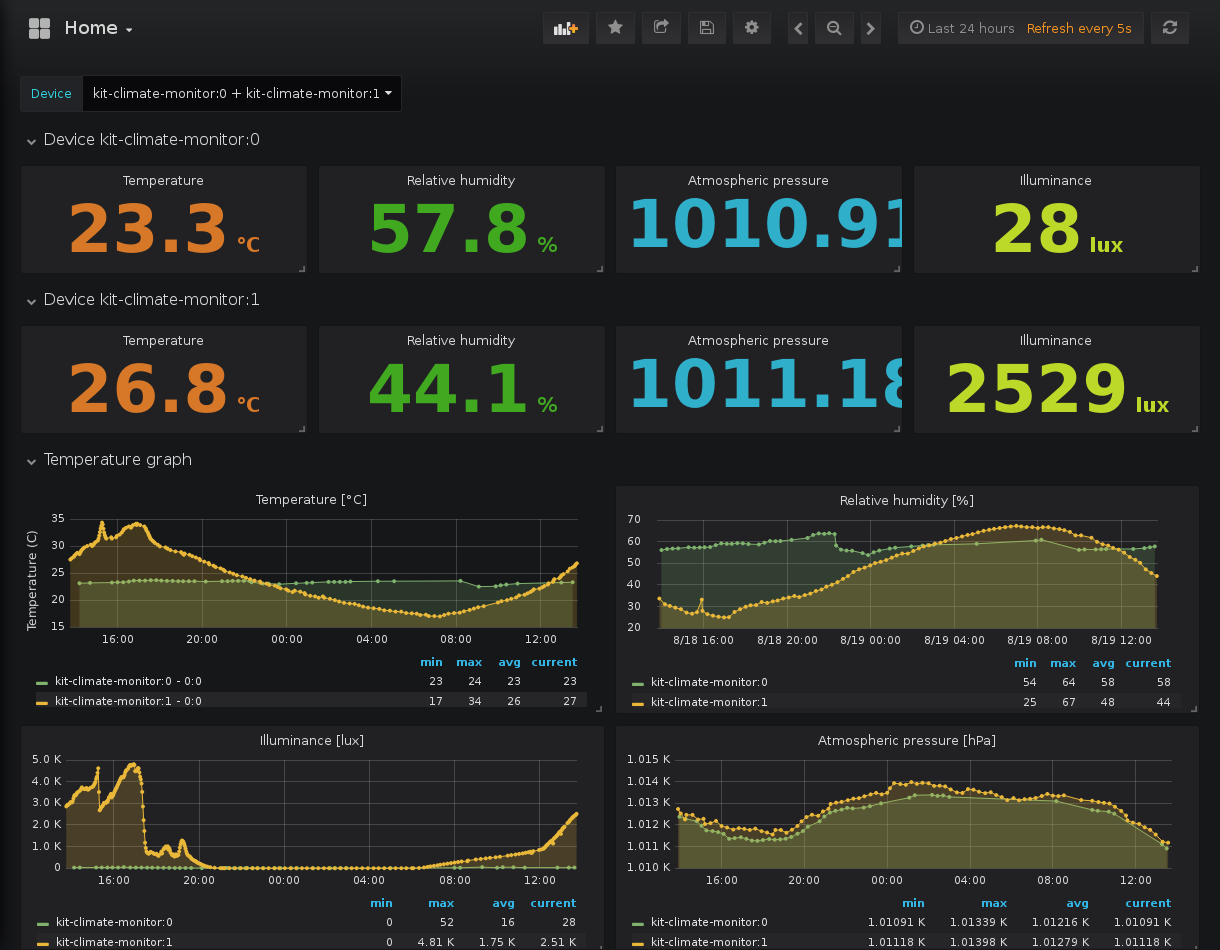 Home
Last 24 hours Refresh every 5s
Device kit-climate-monitor:0 + kit-climate-monitor:1
Device kit-climate-monitor:0
Temperature
23.3 °C
Relative humidity
57.8 %
Atmospheric pressure
1010.91
Illuminance
28 lux
Device kit-climate-monitor:1
Temperature
26.8 °C
Relative humidity
44.1 %
Atmospheric pressure
1011.18
Illuminance
2529 lux
Temperature graph
Temperature [°C]
Temperature (C)
35
30
25
20
15
16:00 20:00 00:00 04:00 08:00 12:00
min max avg current
kit-climate-monitor:0 - 0:0 23 24 23 23
kit-climate-monitor:1 - 0:0 17 34 26 27
Relative humidity [%]
70
60
50
40
30
20
8/18 16:00 8/18 20:00 8/19 00:00 8/19 04:00 8/19 08:00 8/19 12:00
min max avg current
kit-climate-monitor:0 54 64 58 58
kit-climate-monitor:1 25 67 48 44
Illuminance [lux]
5.0 K
4.0 K
3.0 K
2.0 K
1.0 K
0
16:00 20:00 00:00 04:00 08:00 12:00
min max avg current
kit-climate-monitor:0 0 52 16 28
kit-climate-monitor:1 0 4.81 K 1.75 K 2.51 K
Atmospheric pressure [hPa]
1.015 K
1.014 K
1.013 K
1.012 K
1.011 K
1.010 K
16:00 20:00 00:00 04:00 08:00 12:00
min max avg current
kit-climate-monitor:0 1.01091 K 1.01339 K 1.01216 K 1.01091 K
kit-climate-monitor:1 1.01118 K 1.01398 K 1.01279 K 1.01118 K